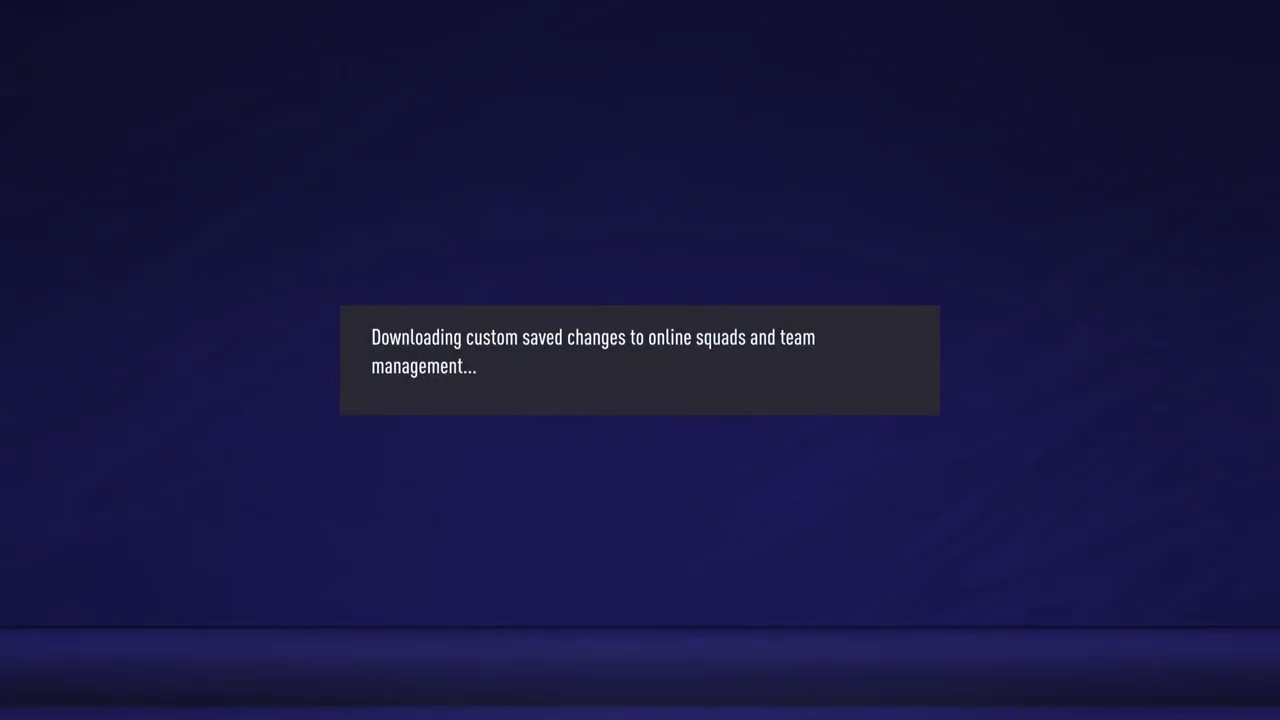 Downloading custom saved changes to online squads and team
management...